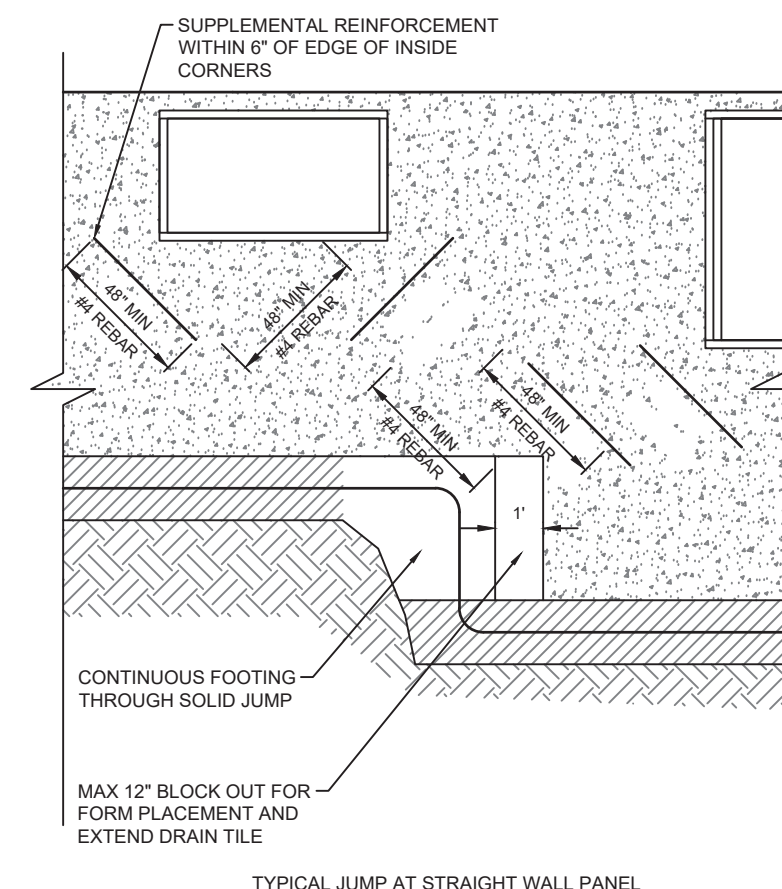 SUPPLEMENTAL REINFORCEMENT
WITHIN 6" OF EDGE OF INSIDE
CORNERS
48" MIN
#4 REBAR
48" MIN
#4 REBAR
48" MIN
#4 REBAR
48" MIN
#4 REBAR
1'
CONTINUOUS FOOTING
THROUGH SOLID JUMP
MAX 12" BLOCK OUT FOR
FORM PLACEMENT AND
EXTEND DRAIN TILE
TYPICAL JUMP AT STRAIGHT WALL PANEL